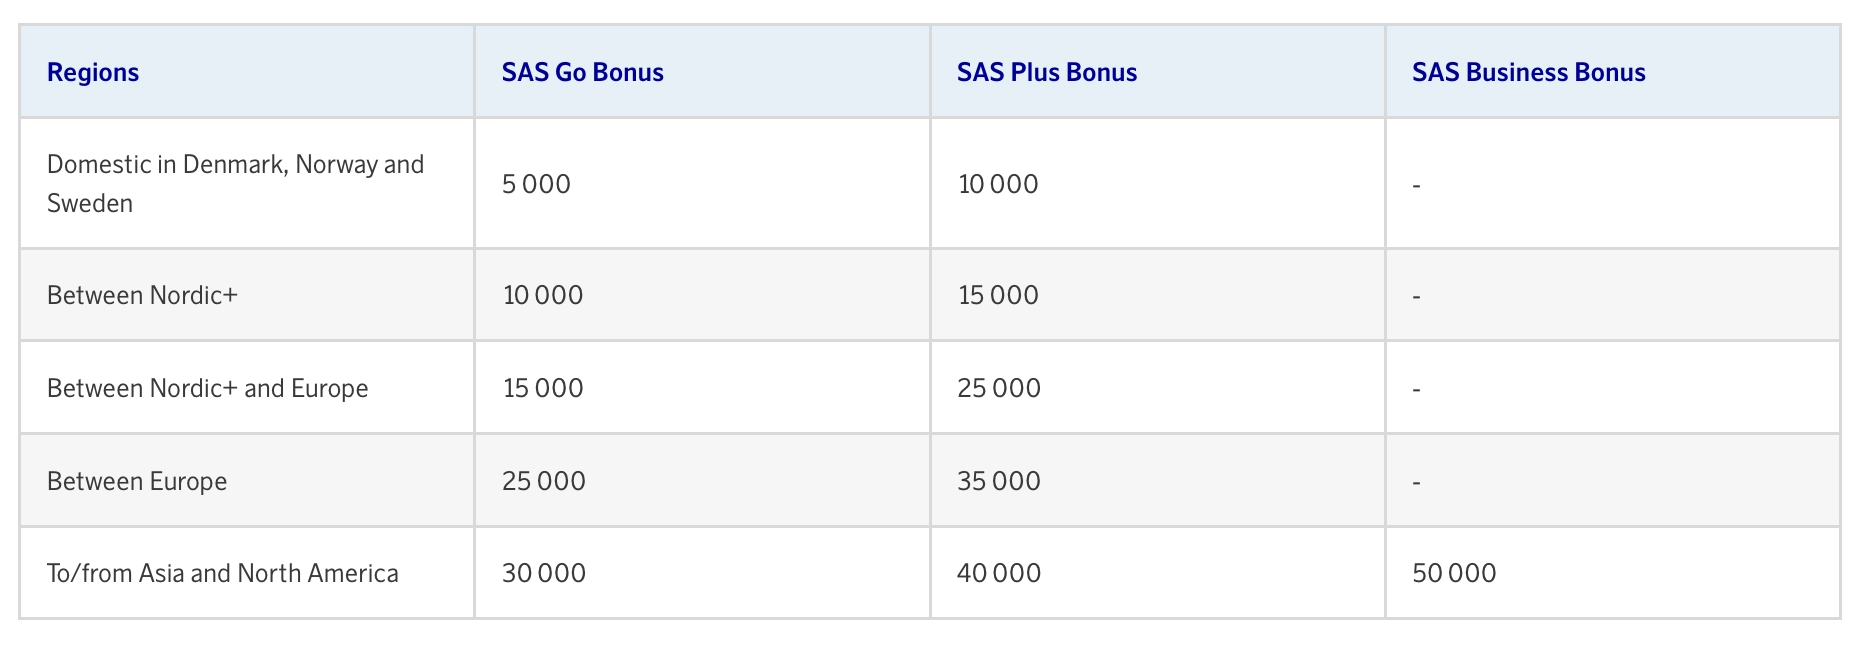 Regions SAS Go Bonus SAS Plus Bonus SAS Business Bonus
Domestic in Denmark, Norway and
Sweden
5 000 10 000 -
Between Nordic+ 10 000 15 000 -
Between Nordic+ and Europe 15 000 25 000 -
Between Europe 25 000 35 000 -
To/from Asia and North America 30 000 40 000 50 000